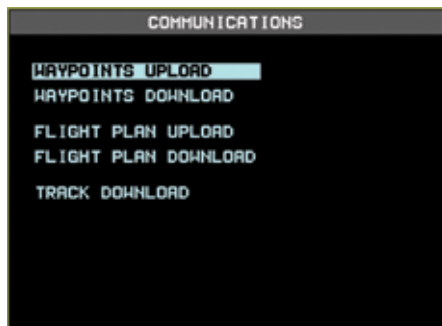 COMMUNICATIONS
WAYPOINTS UPLOAD
WAYPOINTS DOWNLOAD
FLIGHT PLAN UPLOAD
FLIGHT PLAN DOWNLOAD
TRACK DOWNLOAD